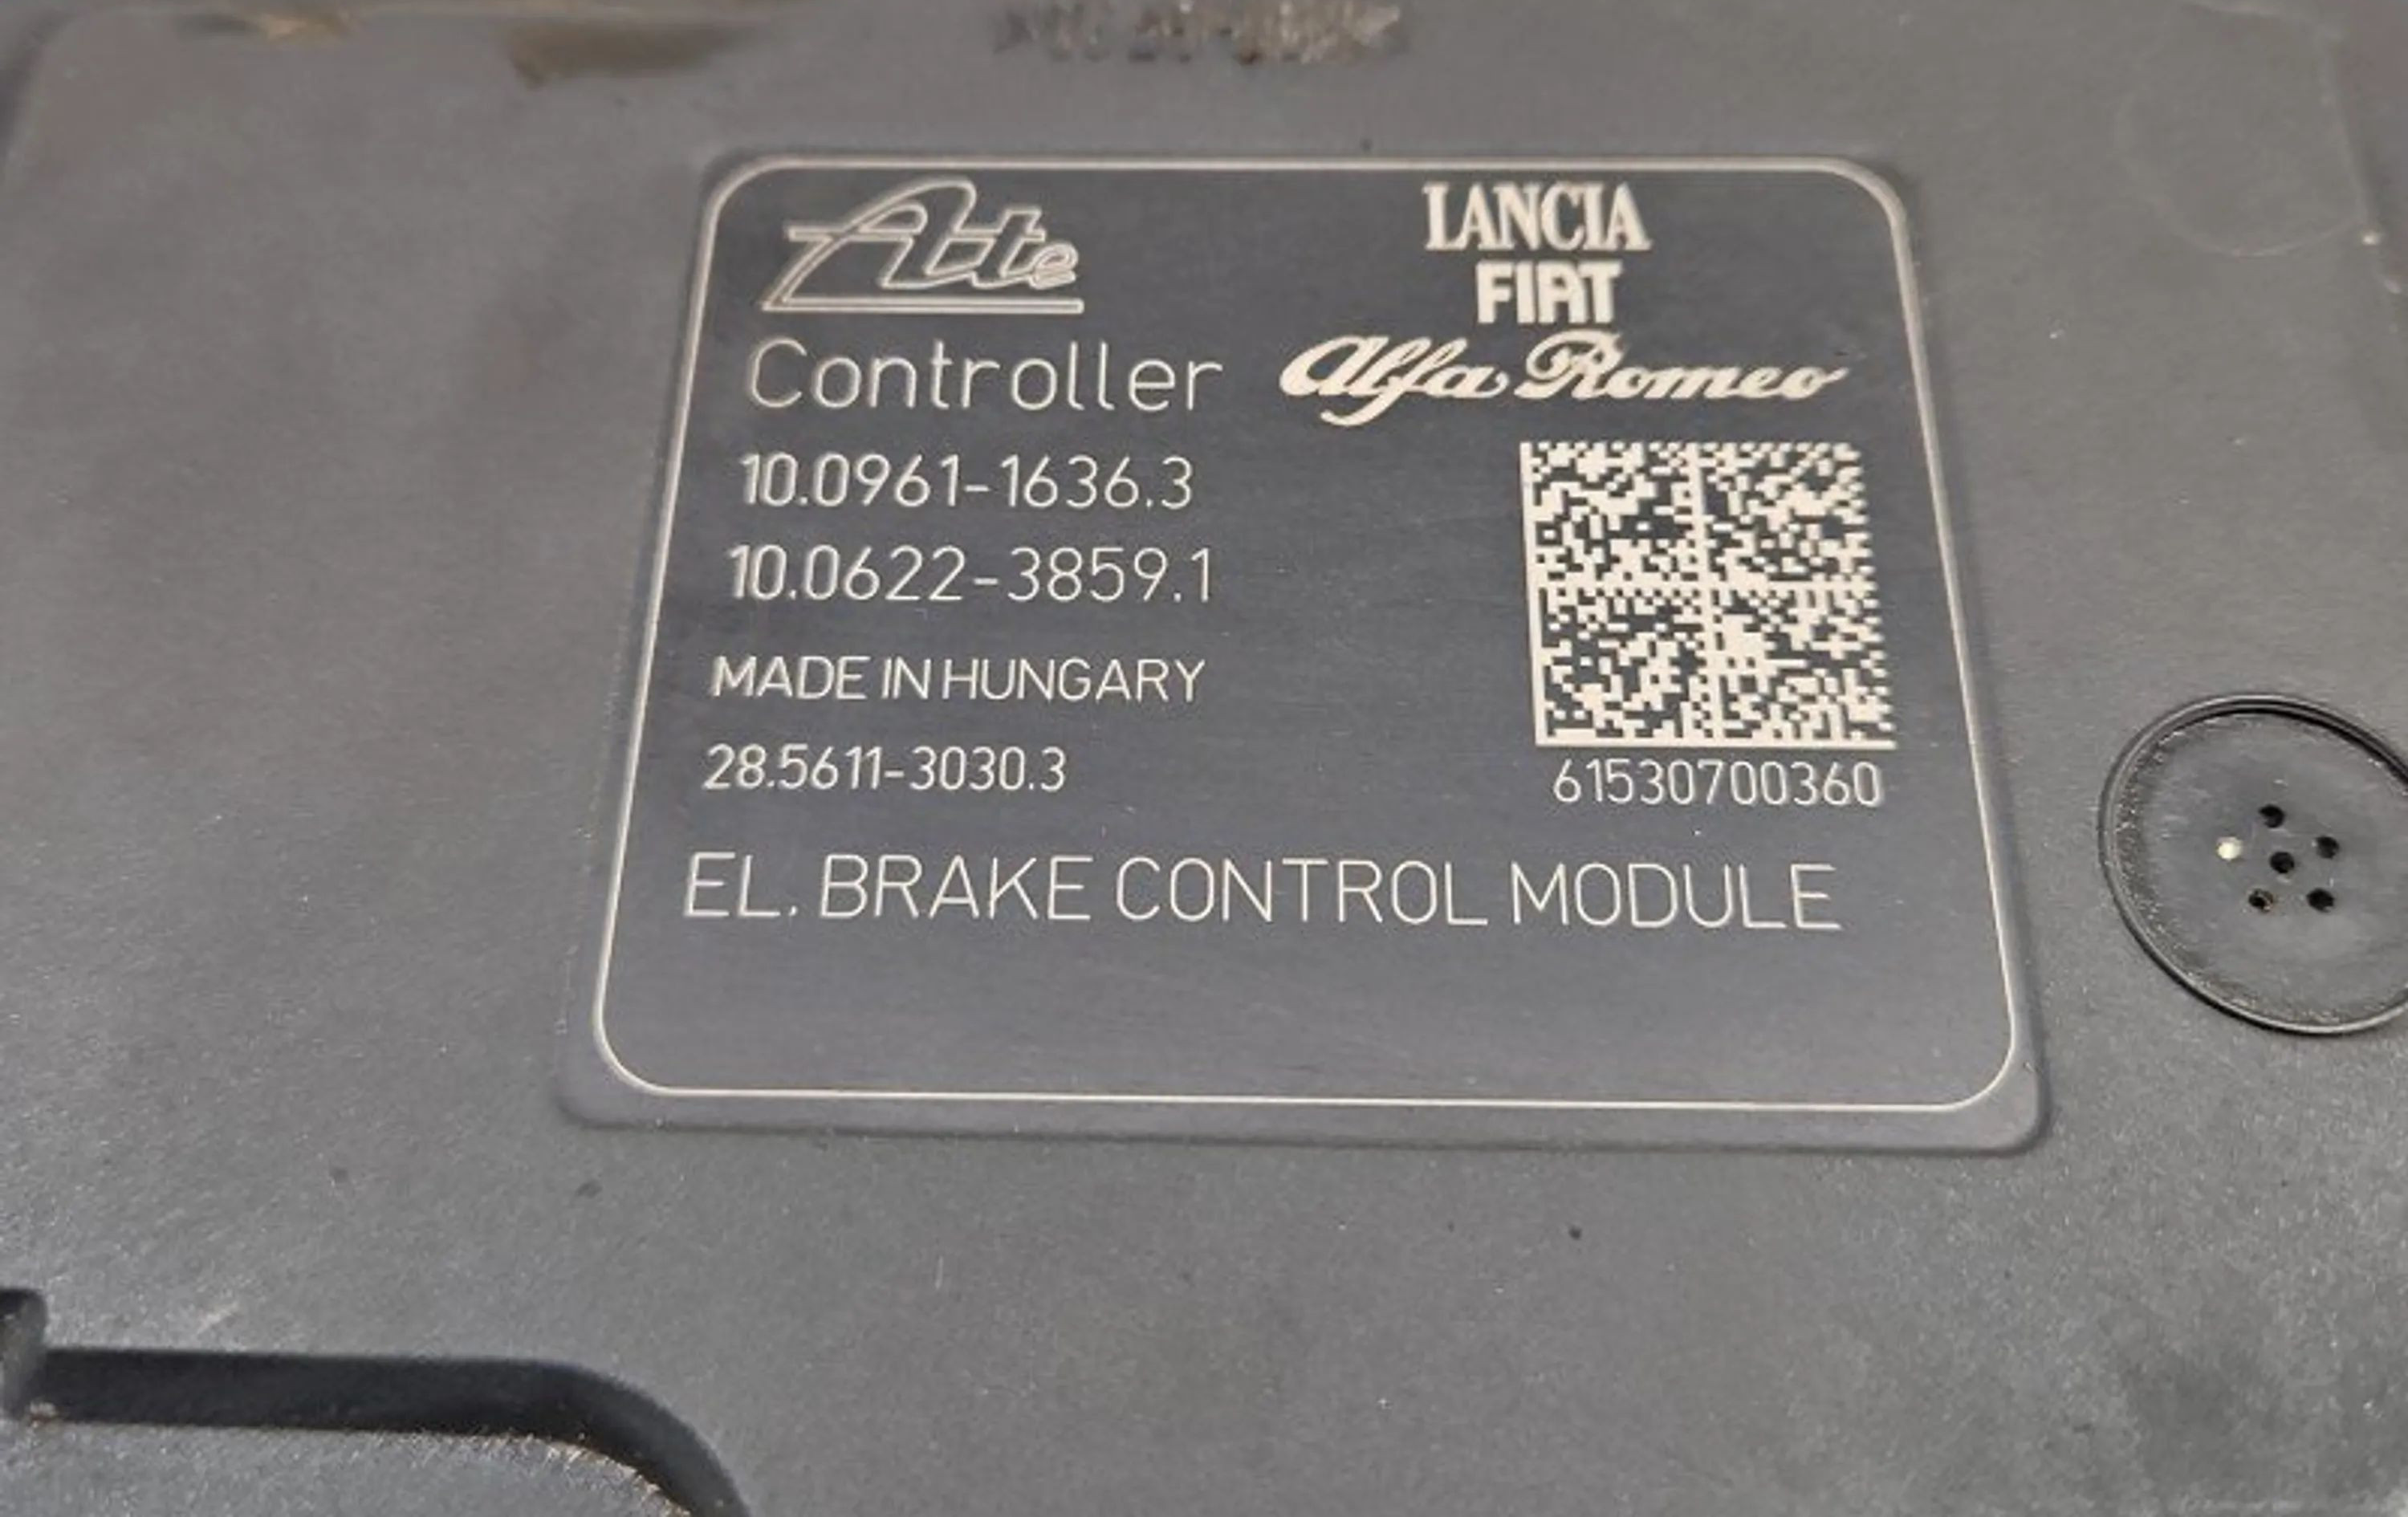 Ate
LANCIA
FIAT
Alfa Romeo
Controller
10.0961-1636.3
10.0622-3859.1
MADE IN HUNGARY
28.5611-3030.3
61530700360
EL. BRAKE CONTROL MODULE